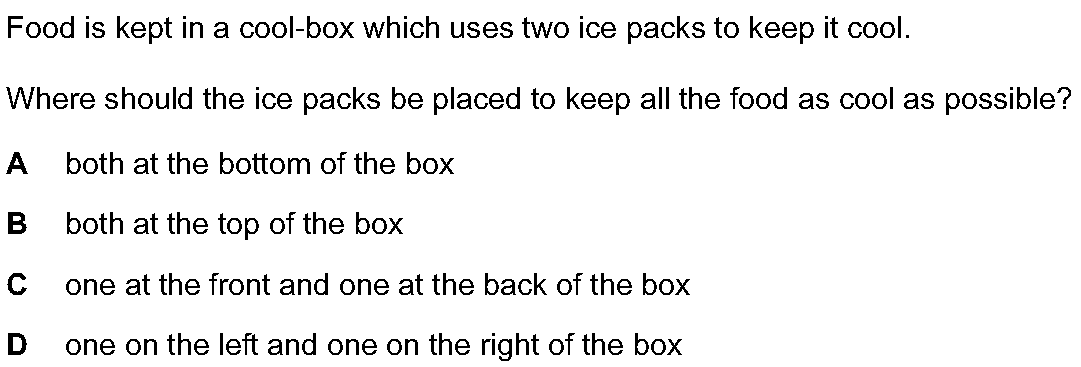 Food is kept in a cool-box which uses two ice packs to keep it cool.
Where should the ice packs be placed to keep all the food as cool as possible?
A both at the bottom of the box
B both at the top of the box
C one at the front and one at the back of the box
D one on the left and one on the right of the box